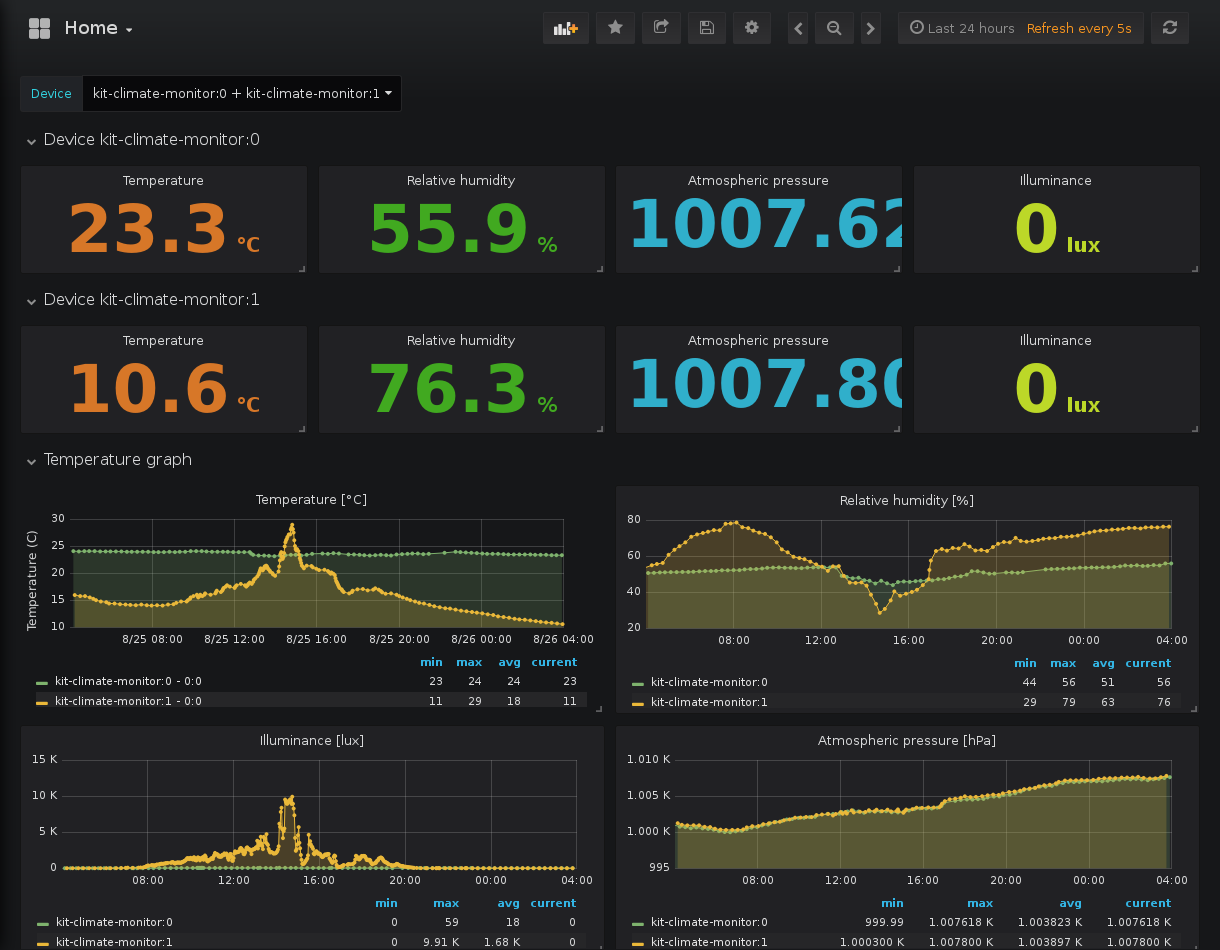 Home
Last 24 hours Refresh every 5s
Device kit-climate-monitor:0 + kit-climate-monitor:1
Device kit-climate-monitor:0
Temperature Relative humidity Atmospheric pressure Illuminance
23.3 °C 55.9 % 1007.62 0 lux
Device kit-climate-monitor:1
Temperature Relative humidity Atmospheric pressure Illuminance
10.6 °C 76.3 % 1007.80 0 lux
Temperature graph
Temperature [°C]
Temperature (C)
30
25
20
15
10
8/25 08:00 8/25 12:00 8/25 16:00 8/25 20:00 8/26 00:00 8/26 04:00
min max avg current
kit-climate-monitor:0 - 0:0 23 24 24 23
kit-climate-monitor:1 - 0:0 11 29 18 11
Relative humidity [%]
80
60
40
20
08:00 12:00 16:00 20:00 00:00 04:00
min max avg current
kit-climate-monitor:0 44 56 51 56
kit-climate-monitor:1 29 79 63 76
Illuminance [lux]
15 K
10 K
5 K
0
08:00 12:00 16:00 20:00 00:00 04:00
min max avg current
kit-climate-monitor:0 0 59 18 0
kit-climate-monitor:1 0 9.91 K 1.68 K 0
Atmospheric pressure [hPa]
1.010 K
1.005 K
1.000 K
995
08:00 12:00 16:00 20:00 00:00 04:00
min max avg current
kit-climate-monitor:0 999.99 1.007618 K 1.003823 K 1.007618 K
kit-climate-monitor:1 1.000300 K 1.007800 K 1.003897 K 1.007800 K